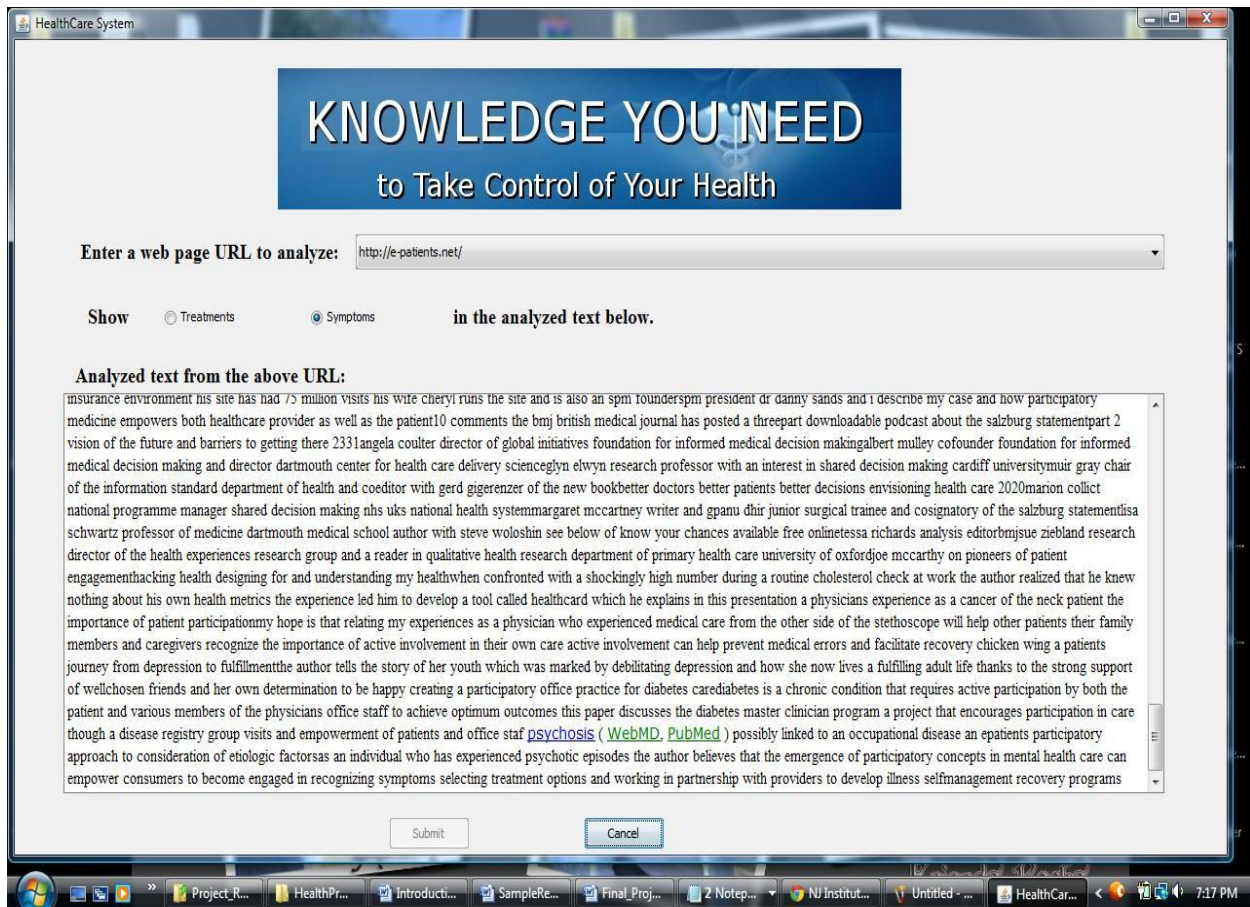 HealthCare System
KNOWLEDGE YOU NEED
to Take Control of Your Health
Enter a web page URL to analyze: http://e-patients.net/
Show Treatments Symptoms in the analyzed text below.
Analyzed text from the above URL:
insurance environment his site has had 75 million visits his wife cheryl runs the site and is also an spm founderspm president dr danny sands and i describe my case and how participatory
medicine empowers both healthcare provider as well as the patient10 comments the bmj british medical journal has posted a threepart downloadable podcast about the salzburg statementpart 2
vision of the future and barriers to getting there 2331angela coulter director of global initiatives foundation for informed medical decision makingalbert mulley cofounder foundation for informed
medical decision making and director dartmouth center for health care delivery scienceglyn elwyn research professor with an interest in shared decision making cardiff universitymuir gray chair
of the information standard department of health and coeditor with gerd gigerenzer of the new bookbetter doctors better patients better decisions envisioning health care 2020marion collict
national programme manager shared decision making nhs uks national health systemmargaret mccartney writer and gpanu dhir junior surgical trainee and cosignatory of the salzburg statementlisa
schwartz professor of medicine dartmouth medical school author with steve woloshin see below of know your chances available free onlinetessa richards analysis editorbmjsue ziebland research
director of the health experiences research group and a reader in qualitative health research department of primary health care university of oxfordjoe mccarthy on pioneers of patient
engagementhacking health designing for and understanding my healthwhen confronted with a shockingly high number during a routine cholesterol check at work the author realized that he knew
nothing about his own health metrics the experience led him to develop a tool called healthcard which he explains in this presentation a physicians experience as a cancer of the neck patient the
importance of patient participationmy hope is that relating my experiences as a physician who experienced medical care from the other side of the stethoscope will help other patients their family
members and caregivers recognize the importance of active involvement in their own care active involvement can help prevent medical errors and facilitate recovery chicken wing a patients
journey from depression to fulfillmentthe author tells the story of her youth which was marked by debilitating depression and how she now lives a fulfilling adult life thanks to the strong support
of wellchosen friends and her own determination to be happy creating a participatory office practice for diabetes carediabetes is a chronic condition that requires active participation by both the
patient and various members of the physicians office staff to achieve optimum outcomes this paper discusses the diabetes master clinician program a project that encourages participation in care
though a disease registry group visits and empowerment of patients and office staf psychosis ( WebMD, PubMed ) possibly linked to an occupational disease an epatients participatory
approach to consideration of etiologic factorsas an individual who has experienced psychotic episodes the author believes that the emergence of participatory concepts in mental health care can
empower consumers to become engaged in recognizing symptoms selecting treatment options and working in partnership with providers to develop illness selfmanagement recovery programs
Submit Cancel
Project_R... HealthPr... Introducti... SampleRe... Final_Proj... 2 Notep... NJ Institut... Untitled - ... HealthCar... 7:17 PM